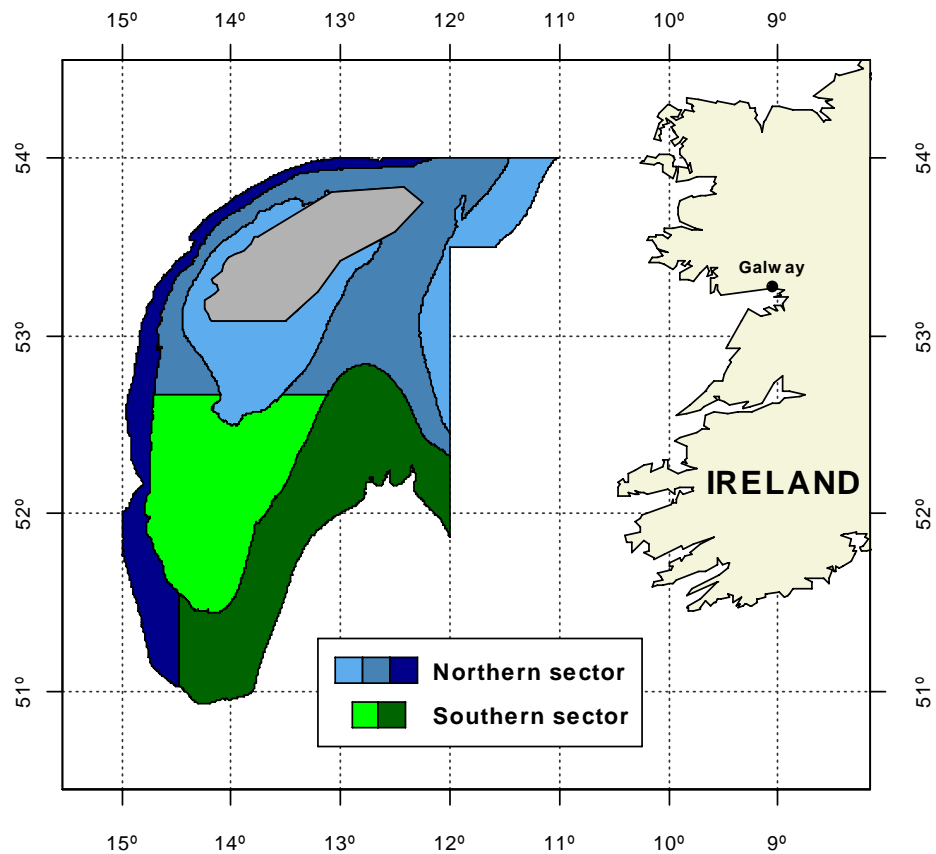 15º 14º 13º 12º 11º 10º 9º
54º 54º
Galway
53º 53º
IRELAND
52º 52º
Northern sector
51º 51º
Southern sector
15º 14º 13º 12º 11º 10º 9º